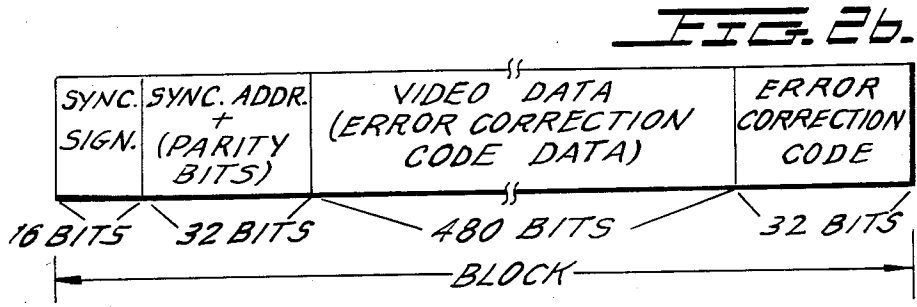 FIG. 2b.
SYNC. SIGN.
SYNC. ADDR. + (PARITY BITS)
VIDEO DATA
(ERROR CORRECTION
CODE DATA)
ERROR
CORRECTION
CODE
16 BITS 32 BITS 480 BITS 32 BITS
BLOCK